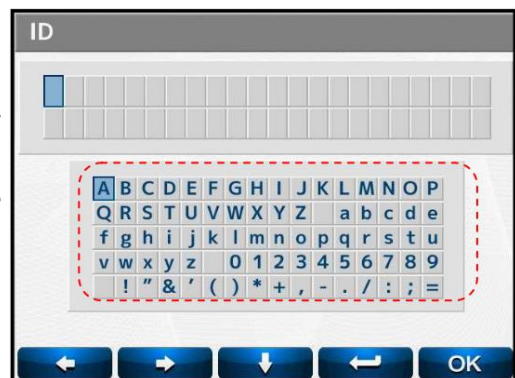 ID
A B C D E F G H I J K L M N O P
Q R S T U V W X Y Z a b c d e
f g h i j k l m n o p q r s t u
v w x y z 0 1 2 3 4 5 6 7 8 9
! " & ' ( ) * + , - . / : ; =
OK